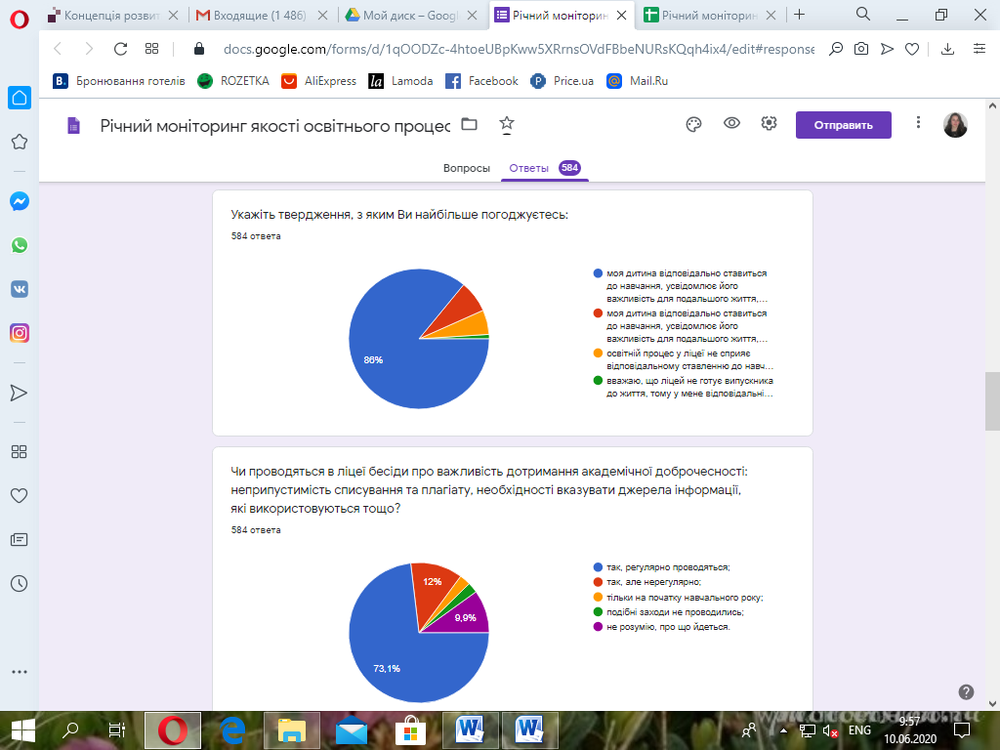 Концепція розвит
Входящие (1 486)
Мой диск – Googl
Річний моніторин
Річний моніторин
docs.google.com/forms/d/1qOODZc-4htoeUBpKww5XRrnsOVdFBbeNURsKQqh4ix4/edit#response
B. Бронювання готелів
ROZETKA
AliExpress
la Lamoda
Facebook
P Price.ua
Mail.Ru
Річний моніторинг якості освітнього процес
Отправить
Вопросы
Ответы 584
Укажіть твердження, з яким Ви найбільше погоджуєтесь:
584 ответа
86%
моя дитина відповідально ставиться
до навчання, усвідомлює його
важливість для подальшого життя,...
моя дитина відповідально ставиться
до навчання, усвідомлює його
важливість для подальшого життя,...
освітній процес у ліцеї не сприяє
відповідальному ставленню до навч...
вважаю, що ліцей не готує випускника
до життя, тому у мене відповідальні...
Чи проводяться в ліцеї бесіди про важливість дотримання академічної доброчесності:
неприпустимість списування та плагіату, необхідності вказувати джерела інформації,
які використовуються тощо?
584 ответа
12%
9,9%
73,1%
так, регулярно проводяться;
так, але нерегулярно;
тільки на початку навчального року;
подібні заходи не проводились;
не розумію, про що йдеться.
ENG
9:57
10.06.2020